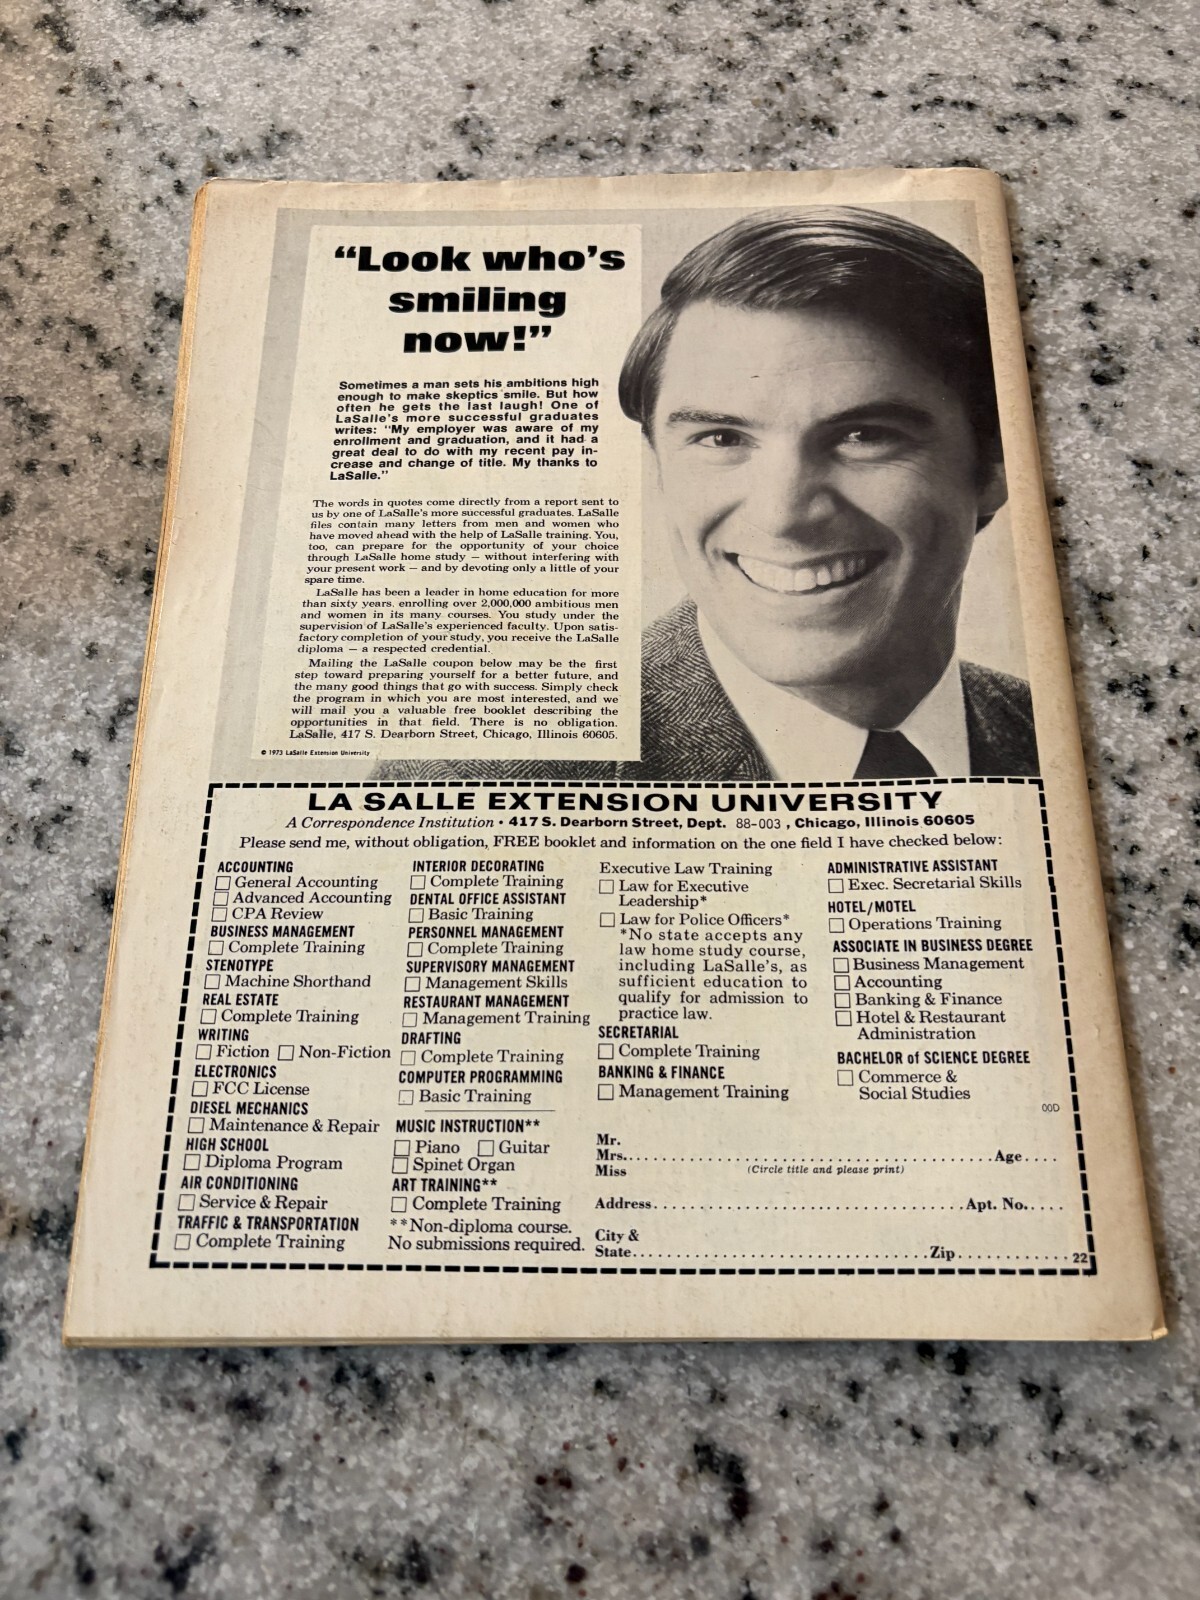 “Look who’s
smiling
now!”
Sometimes a man sets his ambitions high
enough to make skeptics smile. But how
often he gets the last laugh! One of
LaSalle’s more successful graduates
writes: “My employer was aware of my
enrollment and graduation, and it had a
great deal to do with my recent pay in-
crease and change of title. My thanks to
LaSalle.”
The words in quotes come directly from a report sent to
us by one of LaSalle’s more successful graduates. LaSalle
files contain many letters from men and women who
have moved ahead with the help of LaSalle training. You,
too, can prepare for the opportunity of your choice
through LaSalle home study — without interfering with
your present work — and by devoting only a little of your
spare time.
LaSalle has been a leader in home education for more
than sixty years, enrolling over 2,000,000 ambitious men
and women in its many courses. You study under the
supervision of LaSalle’s experienced faculty. Upon satis-
factory completion of your study, you receive the LaSalle
diploma — a respected credential.
Mailing the LaSalle coupon below may be the first
step toward preparing yourself for a better future, and
the many good things that go with success. Simply check
the program in which you are most interested, and we
will mail you a valuable free booklet describing the
opportunities in that field. There is no obligation.
LaSalle, 417 S. Dearborn Street, Chicago, Illinois 60605.
© 1973 LaSalle Extension University
LA SALLE EXTENSION UNIVERSITY
A Correspondence Institution • 417 S. Dearborn Street, Dept. 88-003 , Chicago, Illinois 60605
Please send me, without obligation, FREE booklet and information on the one field I have checked below:
ACCOUNTING
General Accounting
Advanced Accounting
CPA Review
BUSINESS MANAGEMENT
Complete Training
STENOTYPE
Machine Shorthand
REAL ESTATE
Complete Training
WRITING
Fiction Non-Fiction
ELECTRONICS
FCC License
DIESEL MECHANICS
Maintenance & Repair
HIGH SCHOOL
Diploma Program
AIR CONDITIONING
Service & Repair
TRAFFIC & TRANSPORTATION
Complete Training
INTERIOR DECORATING
Complete Training
DENTAL OFFICE ASSISTANT
Basic Training
PERSONNEL MANAGEMENT
Complete Training
SUPERVISORY MANAGEMENT
Management Skills
RESTAURANT MANAGEMENT
Management Training
DRAFTING
Complete Training
COMPUTER PROGRAMMING
Basic Training
MUSIC INSTRUCTION**
Piano Guitar
Spinet Organ
ART TRAINING**
Complete Training
**Non-diploma course.
No submissions required.
Executive Law Training
Law for Executive
Leadership*
Law for Police Officers*
*No state accepts any
law home study course,
including LaSalle’s, as
sufficient education to
qualify for admission to
practice law.
SECRETARIAL
Complete Training
BANKING & FINANCE
Management Training
ADMINISTRATIVE ASSISTANT
Exec. Secretarial Skills
HOTEL/MOTEL
Operations Training
ASSOCIATE IN BUSINESS DEGREE
Business Management
Accounting
Banking & Finance
Hotel & Restaurant
Administration
BACHELOR of SCIENCE DEGREE
Commerce &
Social Studies
00D
Mr.
Mrs. Age
Miss (Circle title and please print)
Address Apt. No.
City &
State Zip 22